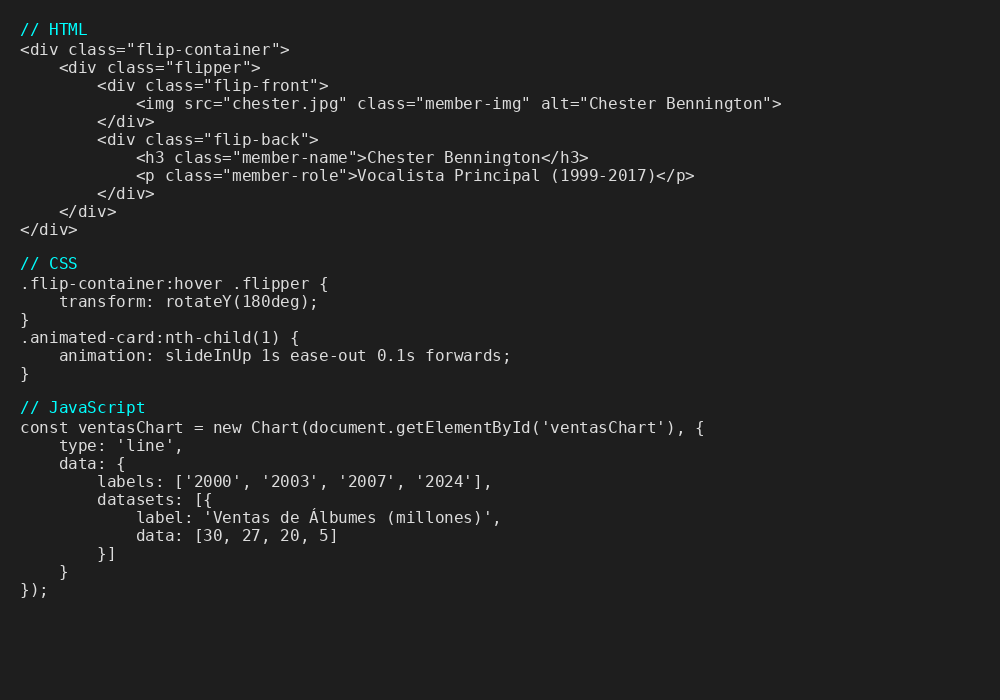 // HTML
<div class="flip-container">
    <div class="flipper">
        <div class="flip-front">
            <img src="chester.jpg" class="member-img" alt="Chester Bennington">
        </div>
        <div class="flip-back">
            <h3 class="member-name">Chester Bennington</h3>
            <p class="member-role">Vocalista Principal (1999-2017)</p>
        </div>
    </div>
</div>
// CSS
.flip-container:hover .flipper {
    transform: rotateY(180deg);
}
.animated-card:nth-child(1) {
    animation: slideInUp 1s ease-out 0.1s forwards;
}
// JavaScript
const ventasChart = new Chart(document.getElementById('ventasChart'), {
    type: 'line',
    data: {
        labels: ['2000', '2003', '2007', '2024'],
        datasets: [{
            label: 'Ventas de Álbumes (millones)',
            data: [30, 27, 20, 5]
        }]
    }
});